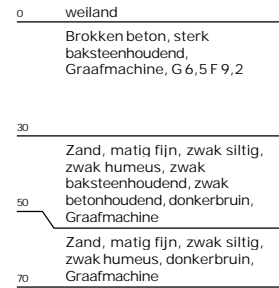 0 weiland
Brokken beton, sterk
baksteenhoudend,
Graafmachine, G 6,5 F 9,2
30
Zand, matig fijn, zwak siltig,
zwak humeus, zwak
baksteenhoudend, zwak
50 betonhoudend, donkerbruin,
Graafmachine
Zand, matig fijn, zwak siltig,
zwak humeus, donkerbruin,
70 Graafmachine